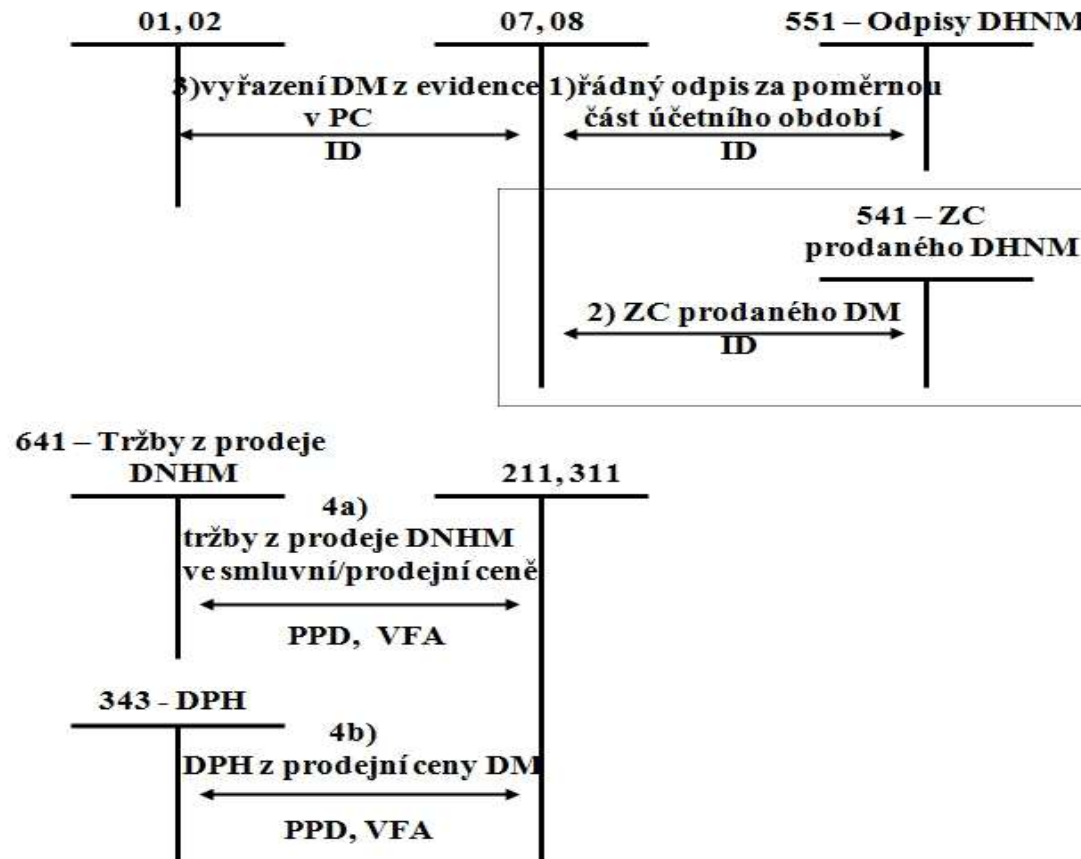 01, 02
07, 08
551 – Odpisy DHNM
3)vyřazení DM z evidence
v PC
ID
1)řádný odpis za poměrnou
část účetního období
ID
541 – ZC
prodaného DHNM
2) ZC prodaného DM
ID
641 – Tržby z prodeje
DNHM
211, 311
4a)
tržby z prodeje DNHM
ve smluvní/prodejní ceně
PPD, VFA
343 - DPH
4b)
DPH z prodejní ceny DM
PPD, VFA